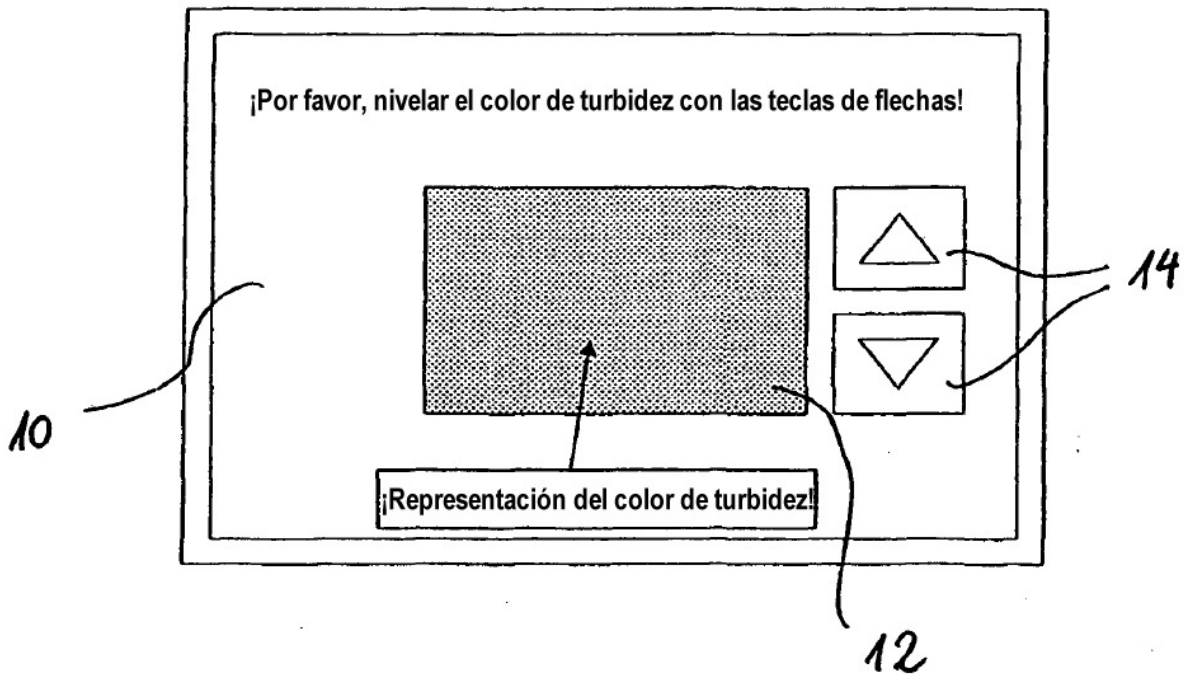 ¡Por favor, nivelar el color de turbidez con las teclas de flechas!
14
10
¡Representación del color de turbidez!
12